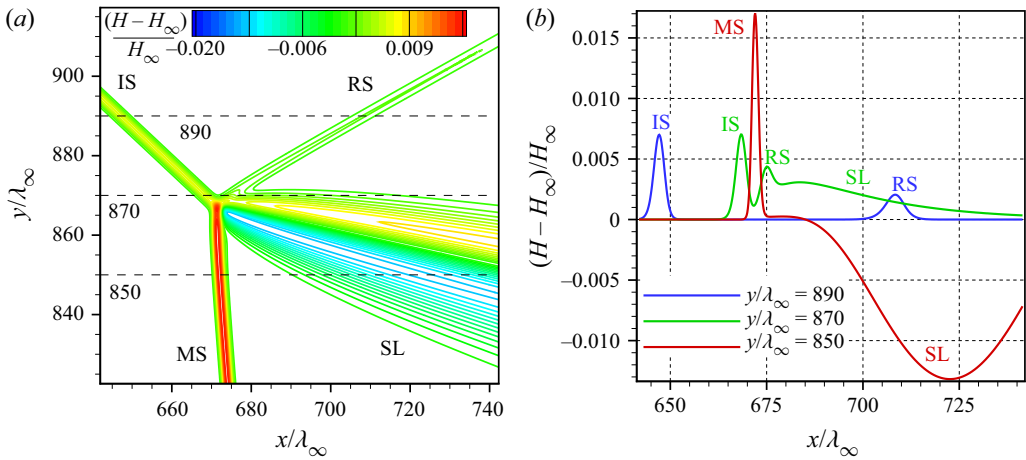 (a)
(H − H∞)
H∞
−0.020 −0.006 0.009
IS
RS
890
870
850
MS
SL
900
880
860
840
y/λ∞
660 680 700 720 740
x/λ∞
(b)
0.015
0.010
0.005
0
−0.005
−0.010
(H − H∞)/H∞
MS
IS
IS
RS
SL
RS
y/λ∞ = 890
y/λ∞ = 870
y/λ∞ = 850
SL
650 675 700 725
x/λ∞